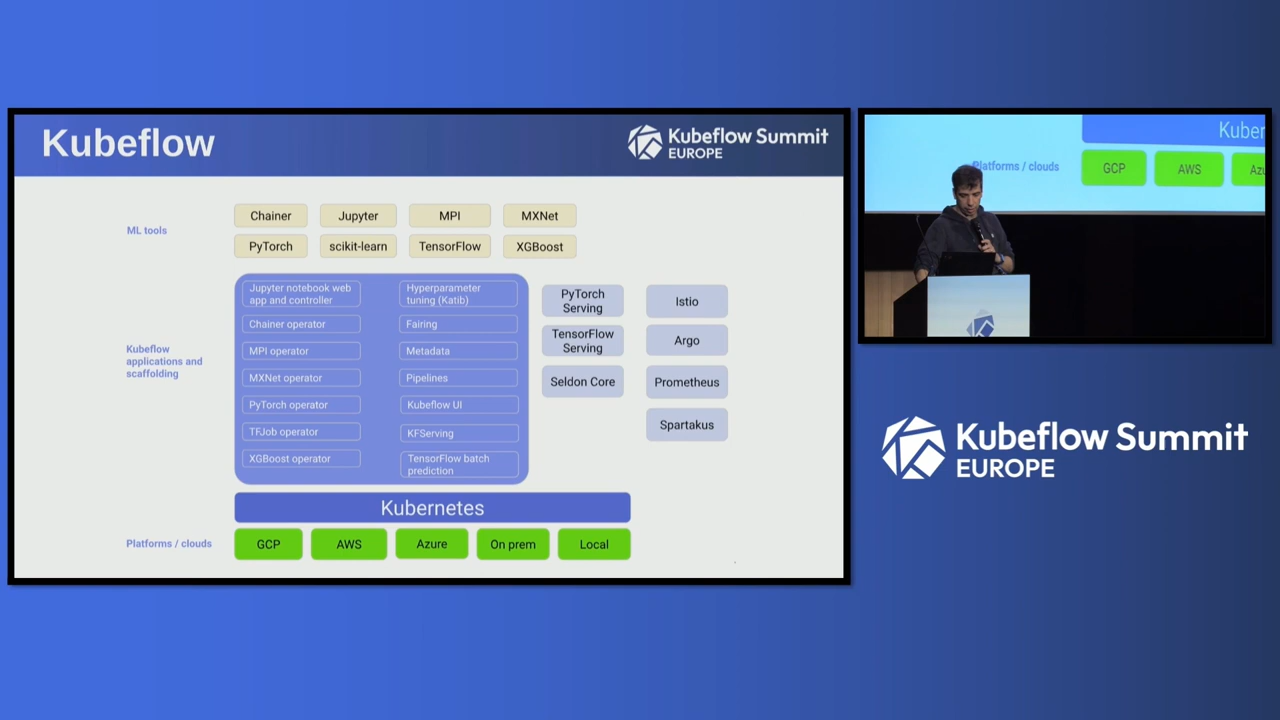 Kubeflow
Kubeflow Summit
EUROPE
ML tools
Chainer
Jupyter
MPI
MXNet
PyTorch
scikit-learn
TensorFlow
XGBoost
Kubeflow
applications and
scaffolding
Jupyter notebook web
app and controller
Chainer operator
MPI operator
MXNet operator
PyTorch operator
TFJob operator
XGBoost operator
Hyperparameter
tuning (Katib)
Fairing
Metadata
Pipelines
Kubeflow UI
KFServing
TensorFlow batch
prediction
PyTorch
Serving
TensorFlow
Serving
Seldon Core
Istio
Argo
Prometheus
Spartakus
Kubernetes
Platforms / clouds
GCP
AWS
Azure
On prem
Local
Kuber
Platforms / clouds
GCP
AWS
Azu
Kubeflow Summit
EUROPE